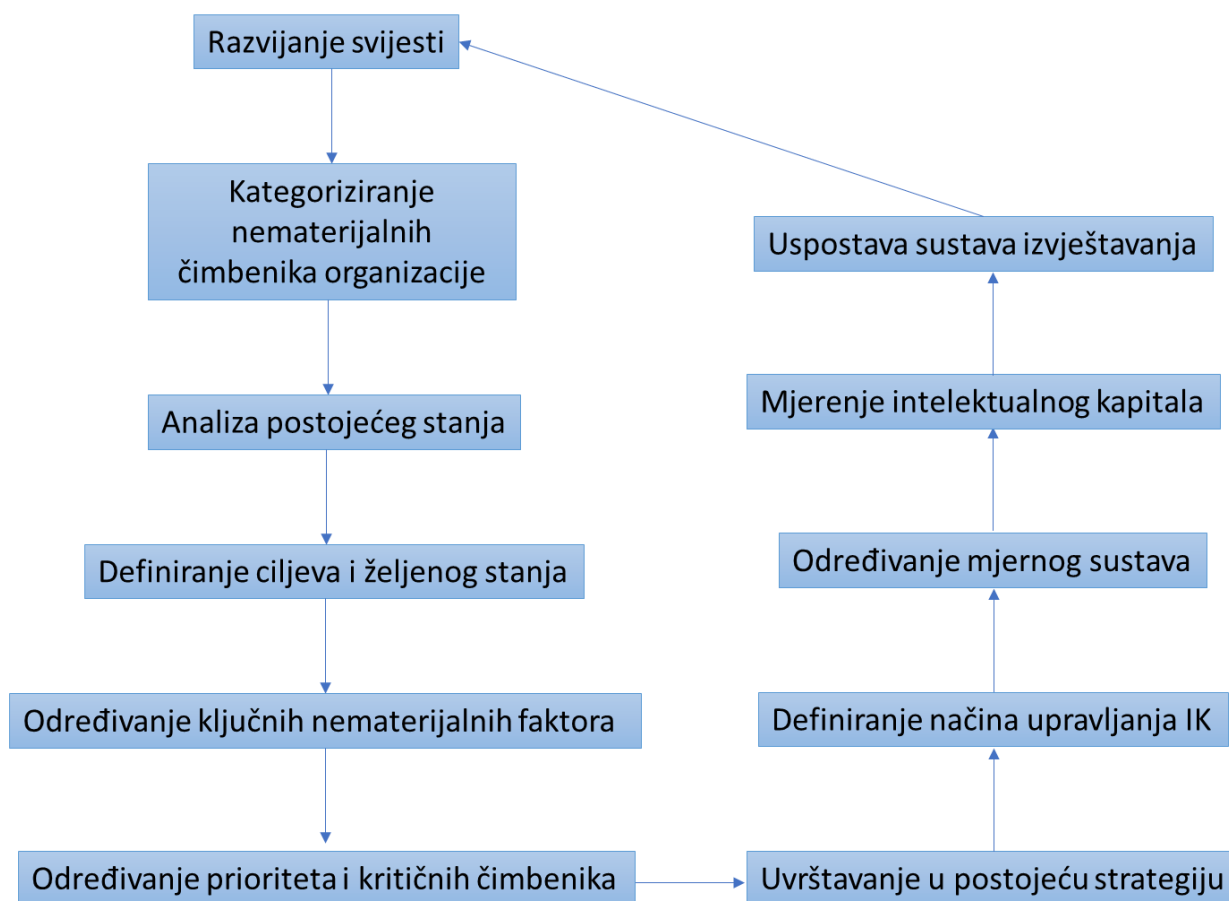 Razvijanje svijesti
Kategoriziranje
nematerijalnih
čimbenika organizacije
Analiza postojećeg stanja
Definiranje ciljeva i željenog stanja
Određivanje ključnih nematerijalnih faktora
Određivanje prioriteta i kritičnih čimbenika
Uvrštavanje u postojeću strategiju
Definiranje načina upravljanja IK
Određivanje mjernog sustava
Mjerenje intelektualnog kapitala
Uspostava sustava izvještavanja